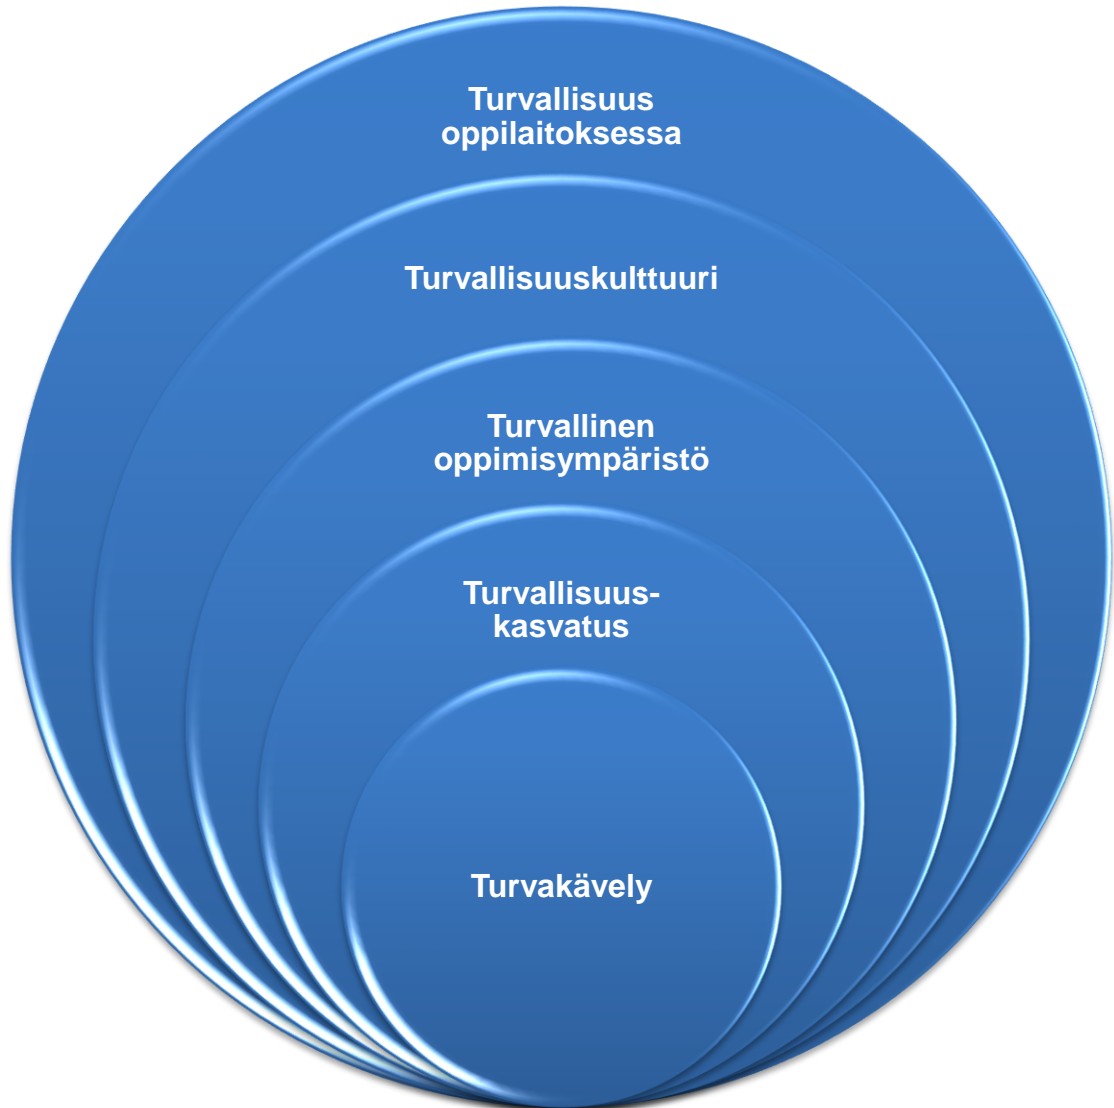 Turvallisuus
oppilaitoksessa
Turvallisuuskulttuuri
Turvallinen
oppimisympäristö
Turvallisuus-
kasvatus
Turvakävely